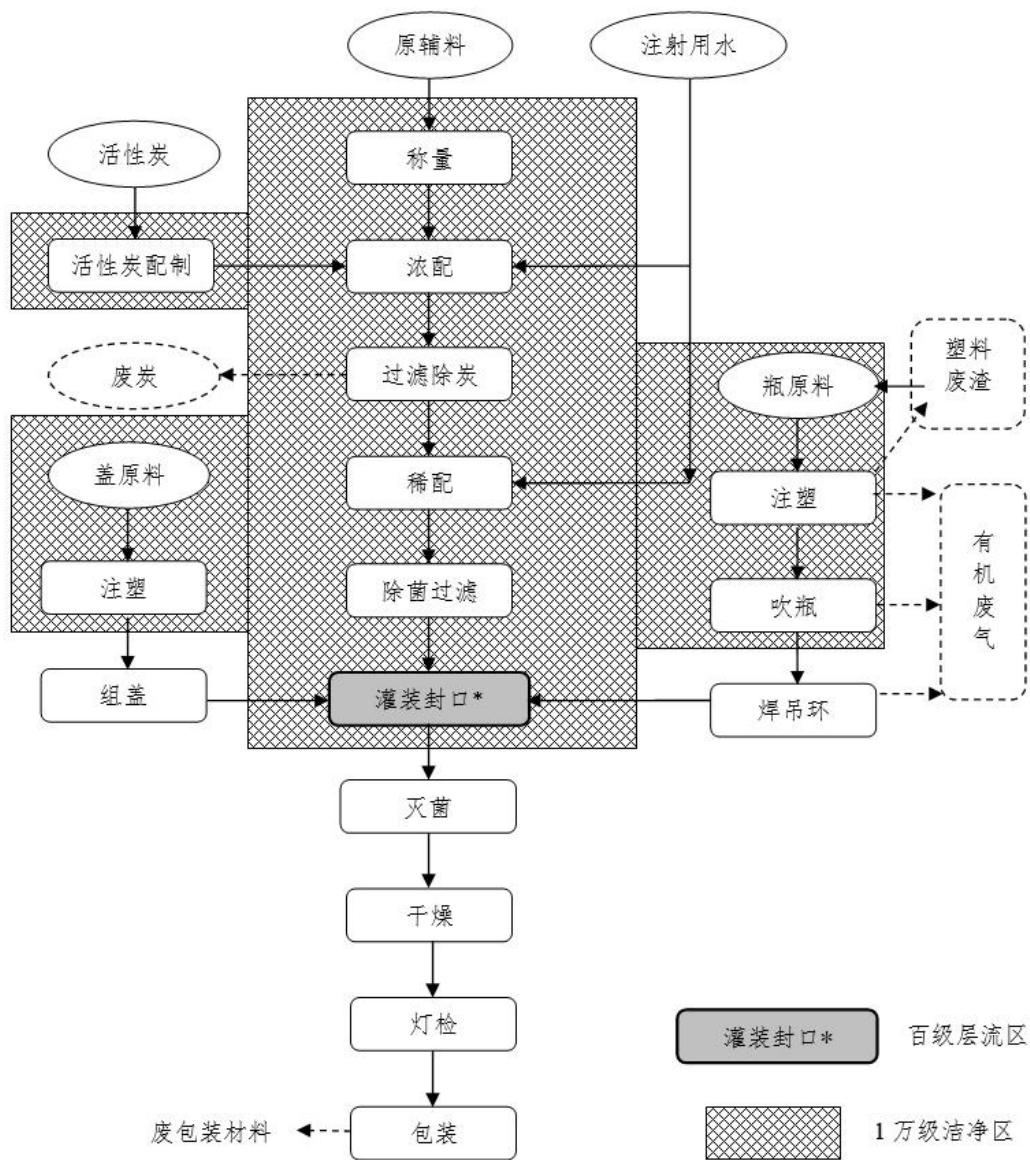 原辅料
注射用水
活性炭
称量
活性炭配制
浓配
废炭
过滤除炭
瓶原料
塑料
废渣
盖原料
稀配
注塑
有
机
废
气
注塑
除菌过滤
吹瓶
组盖
灌装封口*
焊吊环
灭菌
干燥
灯检
灌装封口*
百级层流区
废包装材料
包装
1万级洁净区